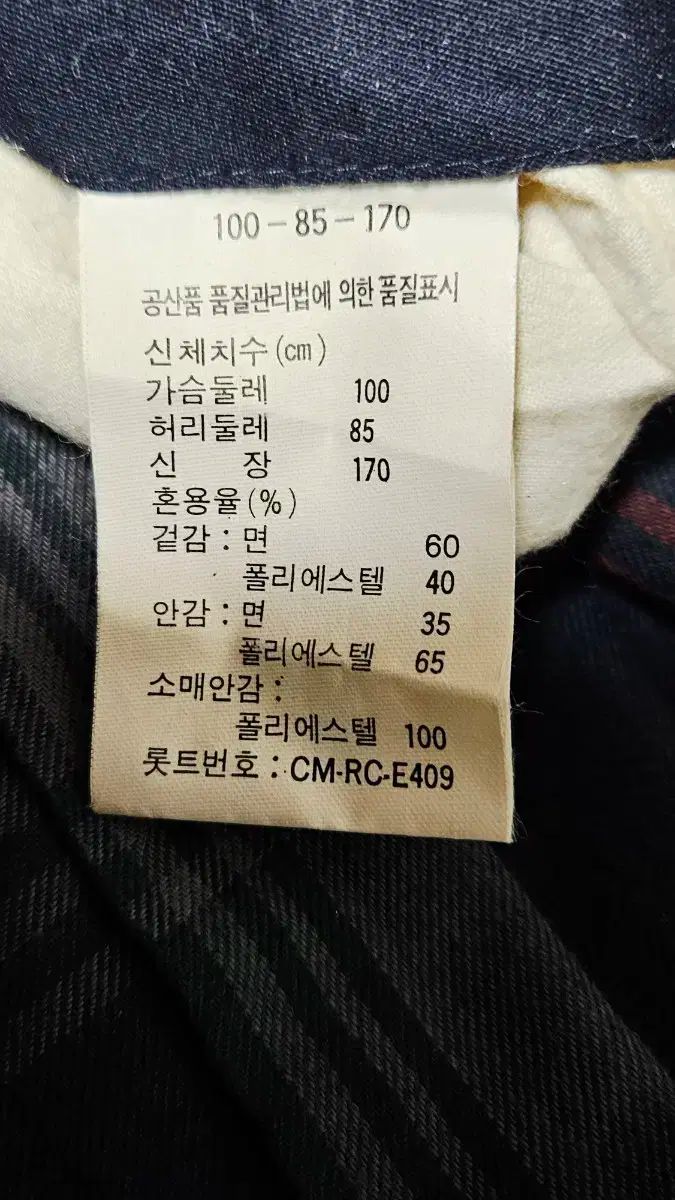 100-85-170
공산품 품질관리법에 의한 품질표시
신체치수(cm)
가슴둘레 100
허리둘레 85
신 장 170
혼용율(%)
겉감 : 면 60
폴리에스텔 40
안감 : 면 35
폴리에스텔 65
소매안감 :
폴리에스텔 100
롯트번호 : CM-RC-E409